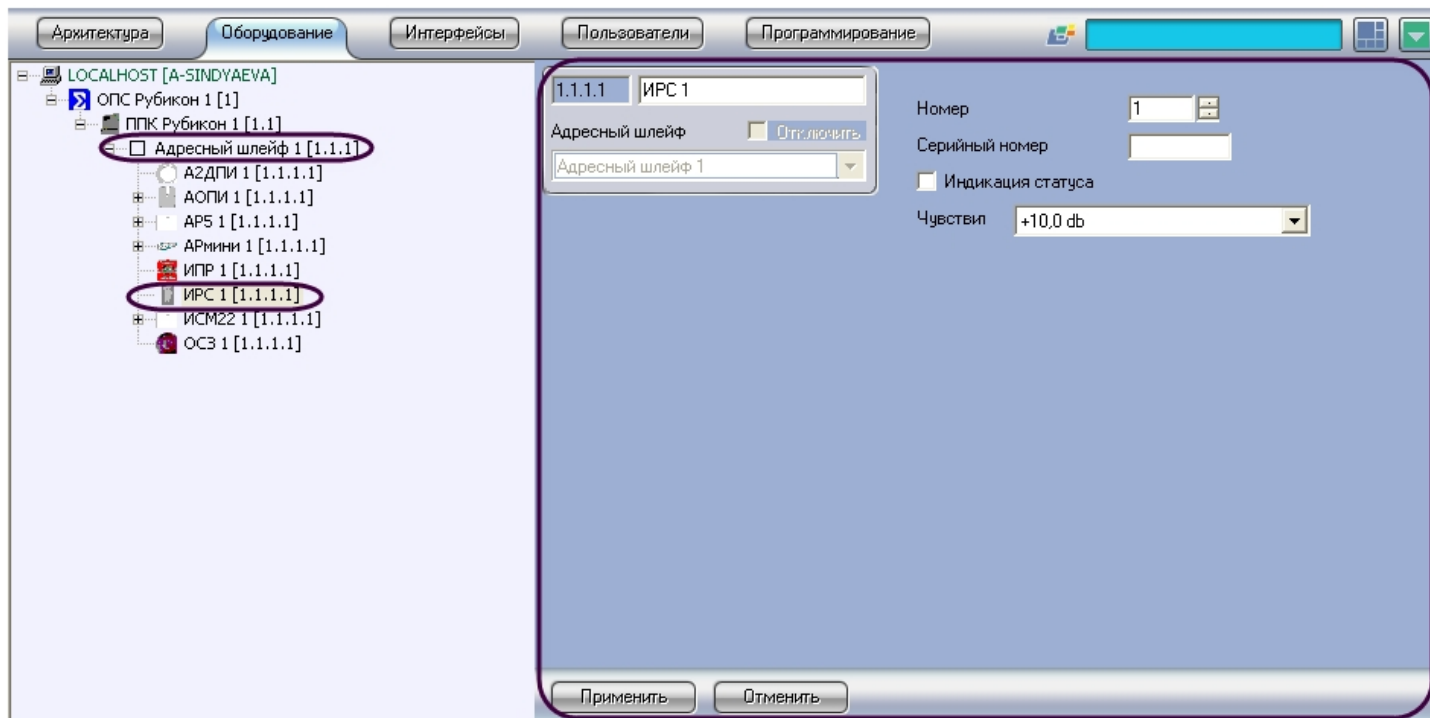 Архитектура Оборудование Интерфейсы Пользователи Программирование
LOCALHOST [A-SINDYAEVA]
ОПС Рубикон 1 [1]
ППК Рубикон 1 [1.1]
Адресный шлейф 1 [1.1.1]
А2ДПИ 1 [1.1.1.1]
АОПИ 1 [1.1.1.1]
АР5 1 [1.1.1.1]
АРмини 1 [1.1.1.1]
ИПР 1 [1.1.1.1]
ИРС 1 [1.1.1.1]
ИСМ22 1 [1.1.1.1]
ОСЗ 1 [1.1.1.1]
1.1.1.1 ИРС 1
Адресный шлейф Отключить
Адресный шлейф 1
Номер 1
Серийный номер
Индикация статуса
Чувствил +10,0 db
Применить Отменить